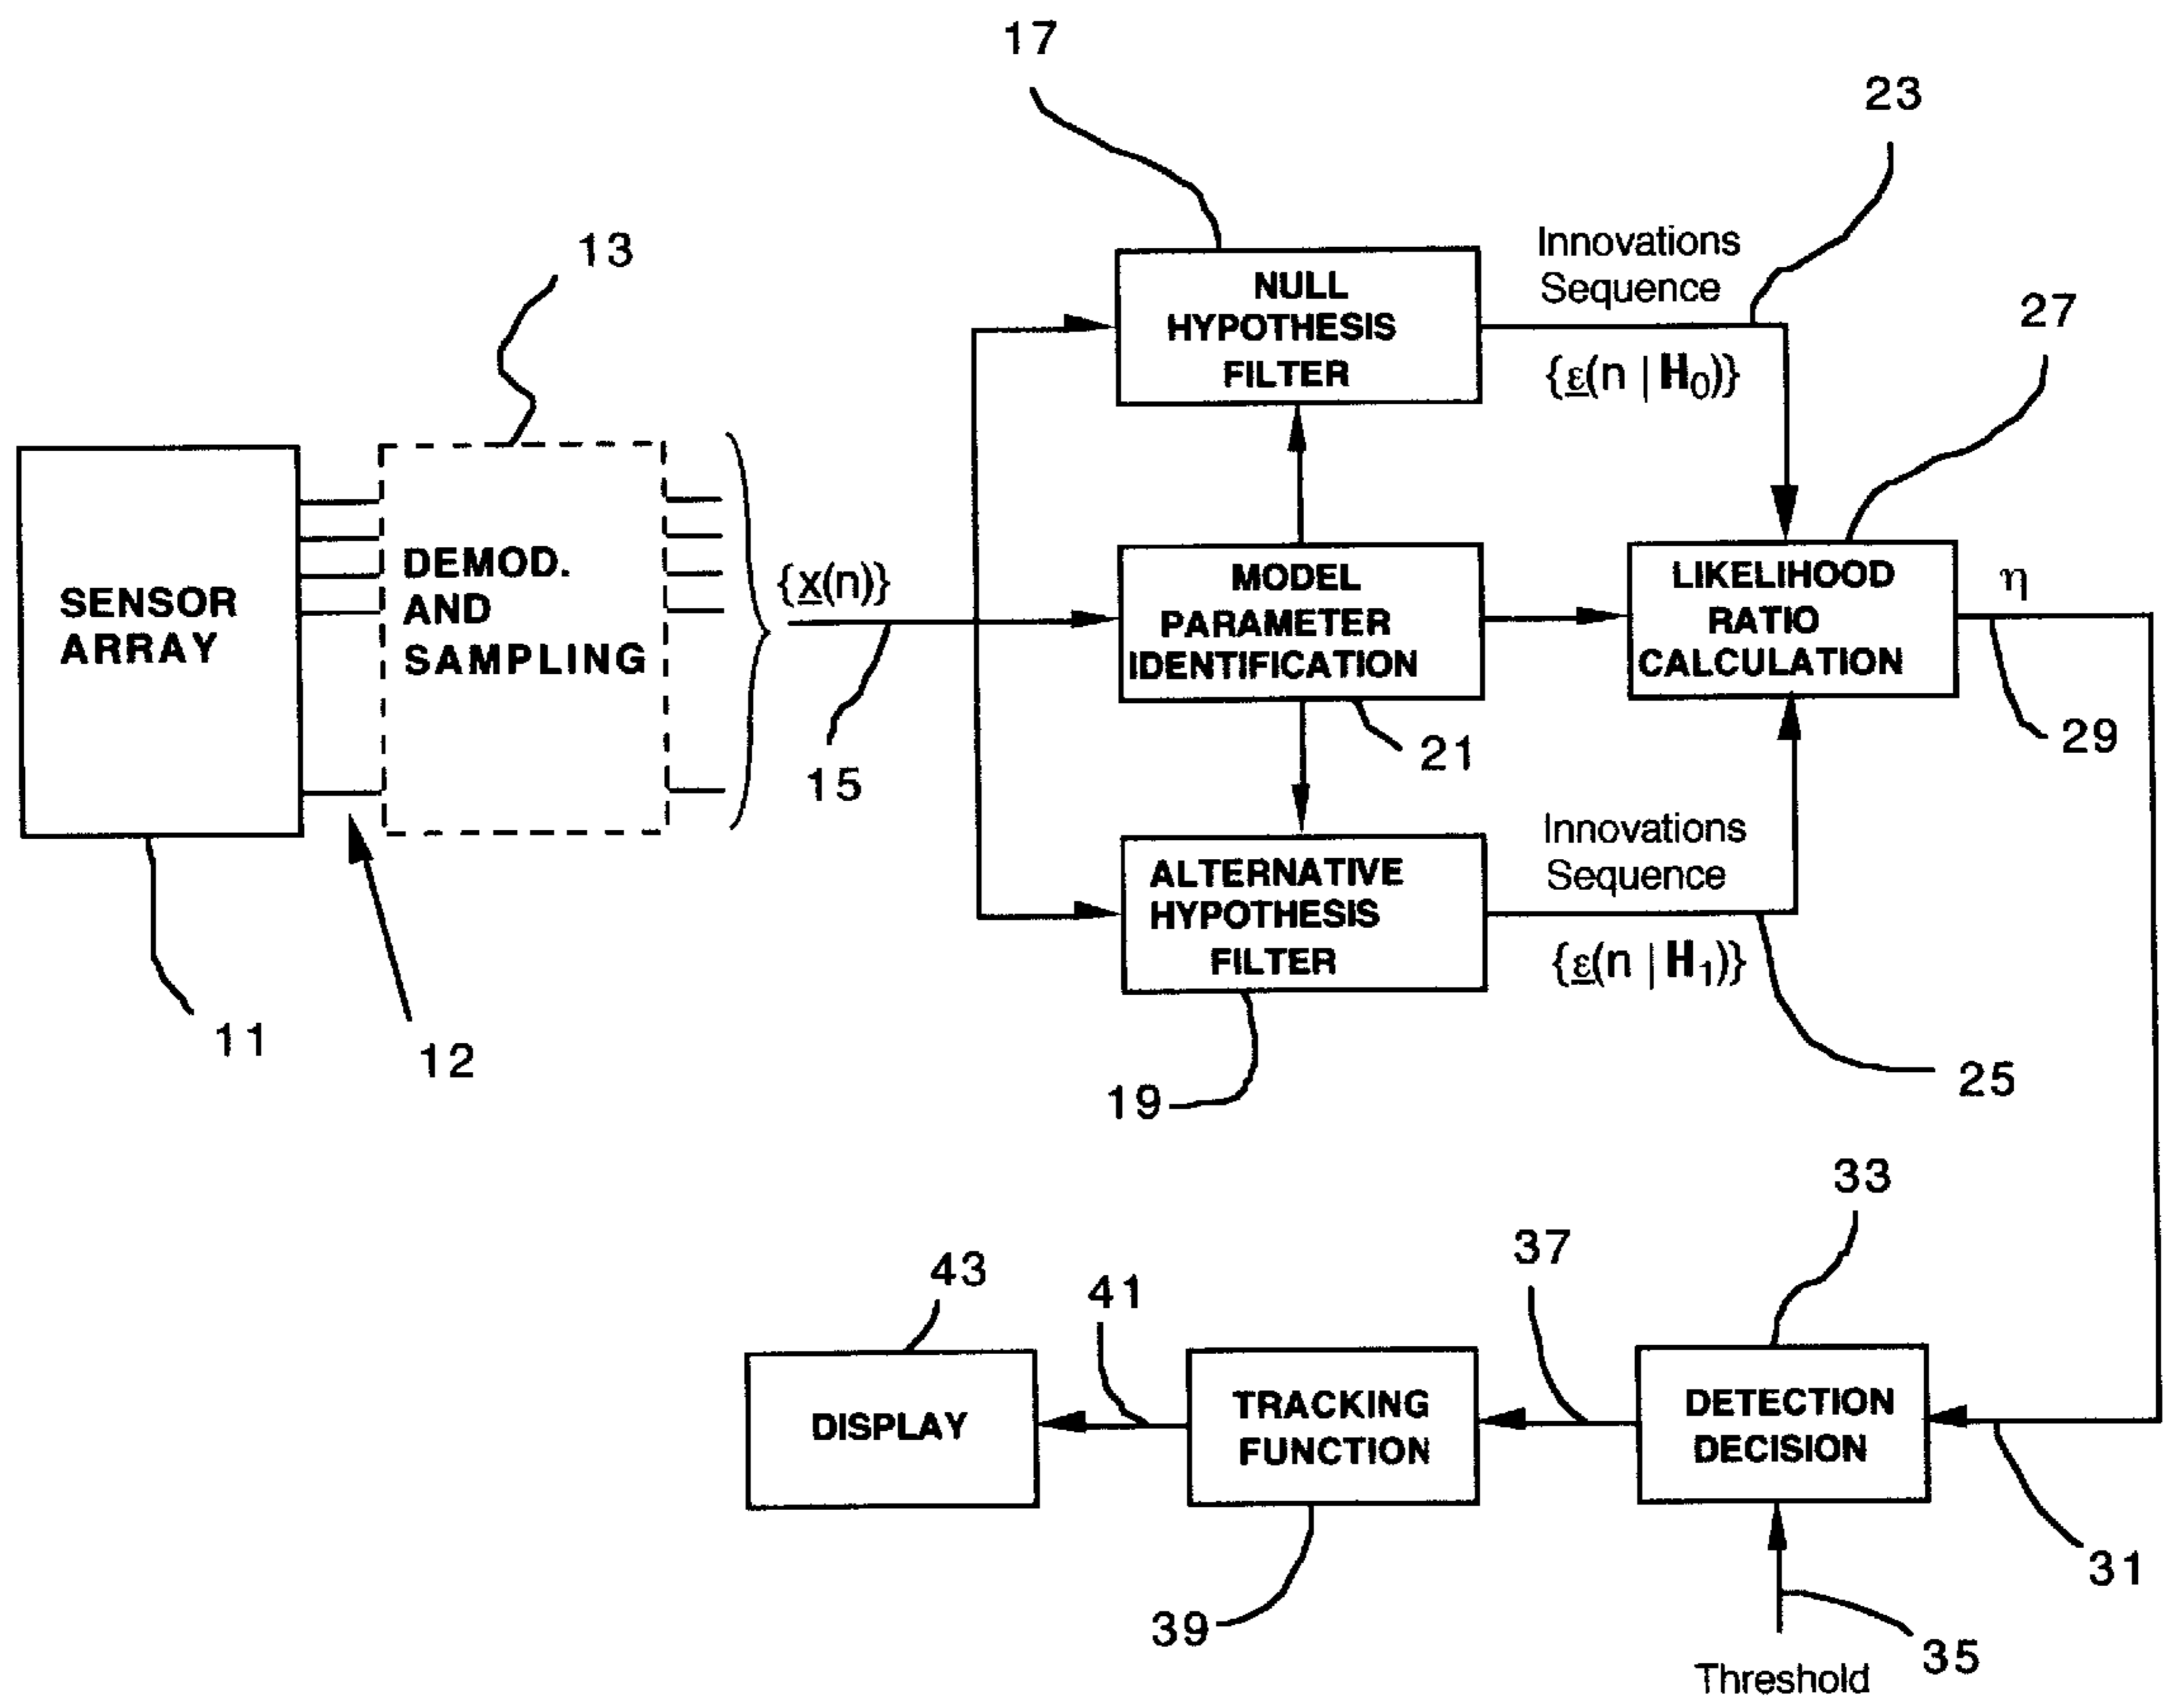 17
23
13
Innovations
Sequence
27
NULL
HYPOTHESIS
FILTER
{ε(n | H₀)}
SENSOR
ARRAY
DEMOD.
AND
SAMPLING
{x(n)}
MODEL
PARAMETER
IDENTIFICATION
LIKELIHOOD
RATIO
CALCULATION
η
15
21
29
Innovations
Sequence
ALTERNATIVE
HYPOTHESIS
FILTER
{ε(n | H₁)}
11
12
19
25
33
37
43
41
DISPLAY
TRACKING
FUNCTION
DETECTION
DECISION
31
39
35
Threshold